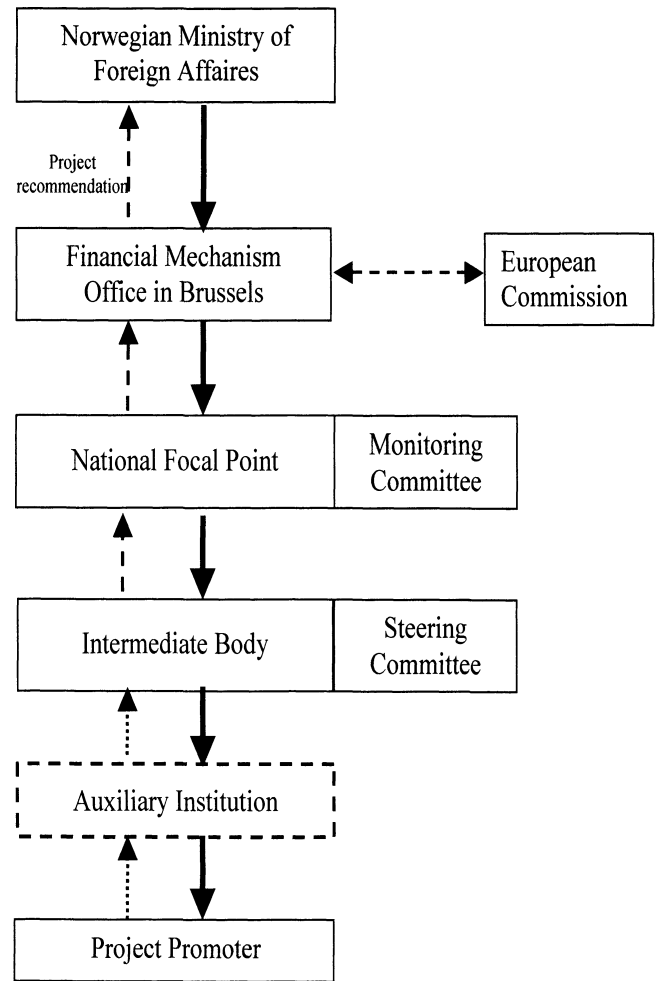 Norwegian Ministry of
Foreign Affaires
Project
recommendation
Financial Mechanism
Office in Brussels
European
Commission
National Focal Point
Monitoring
Committee
Intermediate Body
Steering
Committee
Auxiliary Institution
Project Promoter